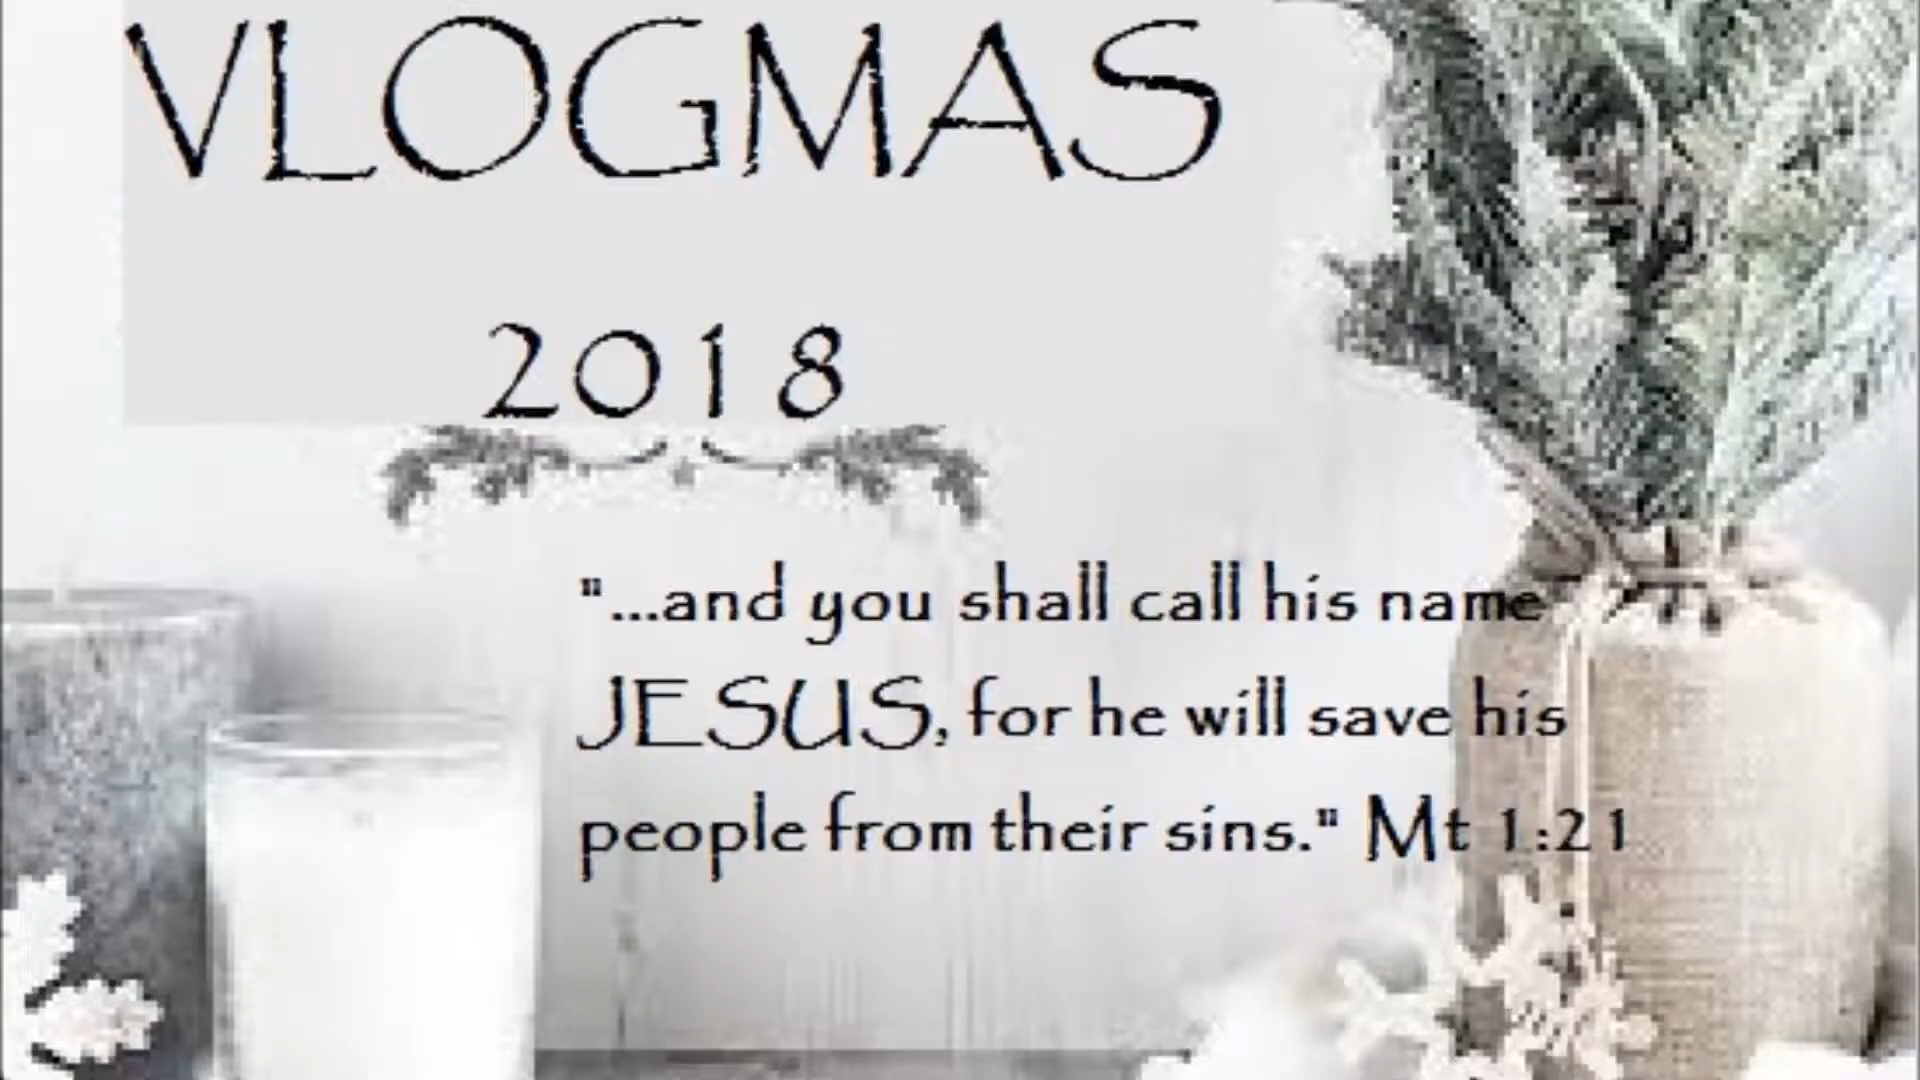 VLOGMAS
2018
"...and you shall call his name
JESUS, for he will save his
people from their sins." Mt 1:21